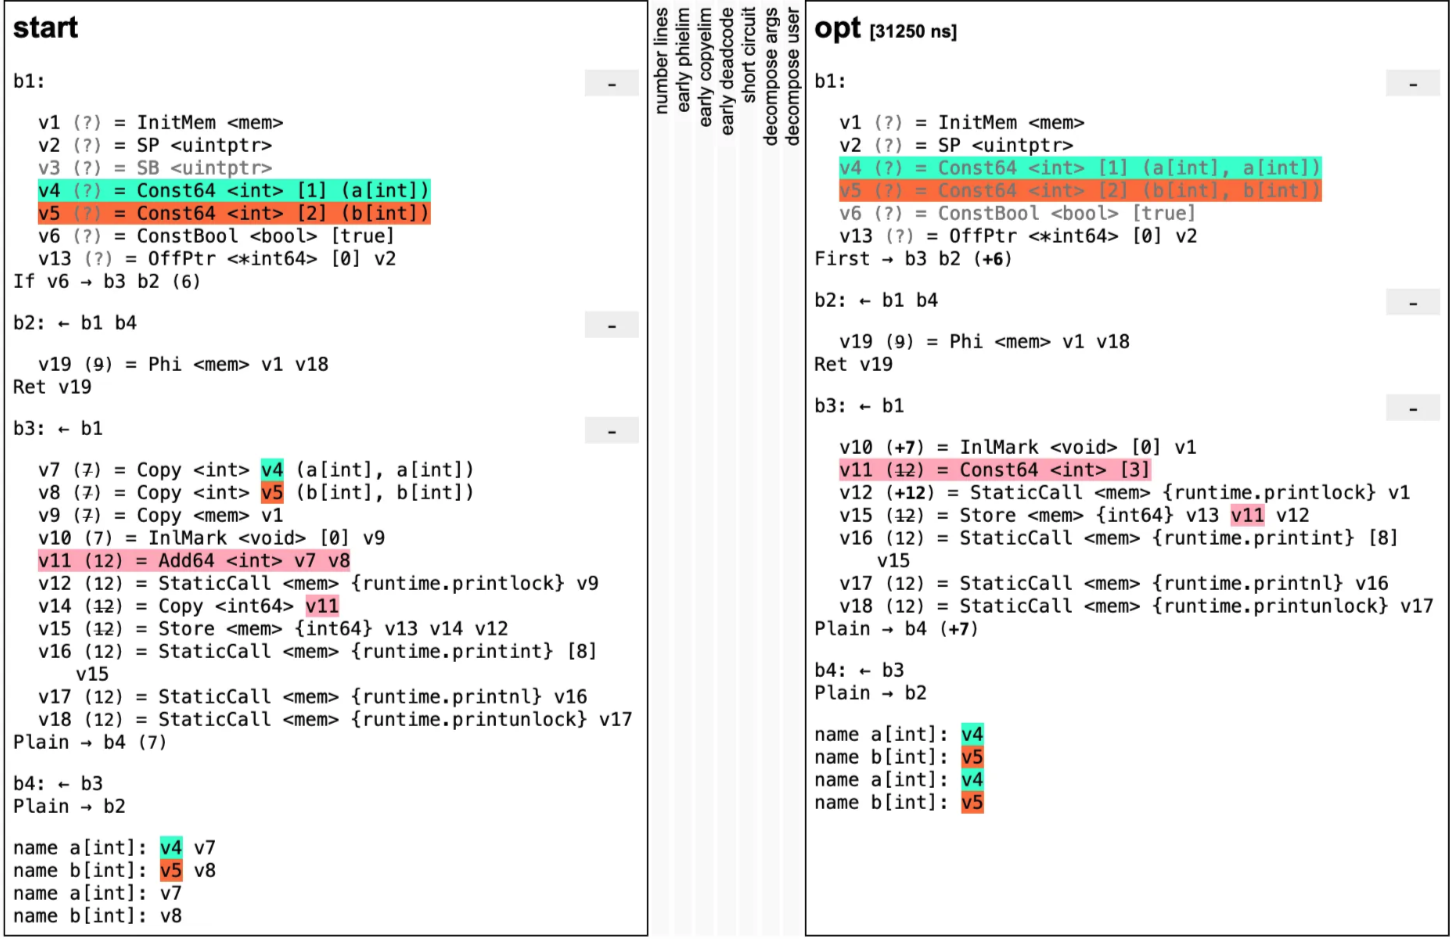 start
b1:
-
v1 (?) = InitMem <mem>
v2 (?) = SP <uintptr>
v3 (?) = SB <uintptr>
v4 (?) = Const64 <int> [1] (a[int])
v5 (?) = Const64 <int> [2] (b[int])
v6 (?) = ConstBool <bool> [true]
v13 (?) = OffPtr <*int64> [0] v2
If v6 → b3 b2 (6)
b2: ← b1 b4
-
v19 (9) = Phi <mem> v1 v18
Ret v19
b3: ← b1
-
v7 (7) = Copy <int> v4 (a[int], a[int])
v8 (7) = Copy <int> v5 (b[int], b[int])
v9 (7) = Copy <mem> v1
v10 (7) = InlMark <void> [0] v9
v11 (12) = Add64 <int> v7 v8
v12 (12) = StaticCall <mem> {runtime.printlock} v9
v14 (12) = Copy <int64> v11
v15 (12) = Store <mem> {int64} v13 v14 v12
v16 (12) = StaticCall <mem> {runtime.printint} [8]
v15
v17 (12) = StaticCall <mem> {runtime.printnl} v16
v18 (12) = StaticCall <mem> {runtime.printunlock} v17
Plain → b4 (7)
b4: ← b3
Plain → b2
name a[int]: v4 v7
name b[int]: v5 v8
name a[int]: v7
name b[int]: v8
number lines
early phielim
early copyelim
early deadcode
short circuit
decompose args
decompose user
opt [31250 ns]
b1:
-
v1 (?) = InitMem <mem>
v2 (?) = SP <uintptr>
v4 (?) = Const64 <int> [1] (a[int], a[int])
v5 (?) = Const64 <int> [2] (b[int], b[int])
v6 (?) = ConstBool <bool> [true]
v13 (?) = OffPtr <*int64> [0] v2
First → b3 b2 (+6)
b2: ← b1 b4
-
v19 (9) = Phi <mem> v1 v18
Ret v19
b3: ← b1
-
v10 (+7) = InlMark <void> [0] v1
v11 (12) = Const64 <int> [3]
v12 (+12) = StaticCall <mem> {runtime.printlock} v1
v15 (12) = Store <mem> {int64} v13 v11 v12
v16 (12) = StaticCall <mem> {runtime.printint} [8]
v15
v17 (12) = StaticCall <mem> {runtime.printnl} v16
v18 (12) = StaticCall <mem> {runtime.printunlock} v17
Plain → b4 (+7)
b4: ← b3
Plain → b2
name a[int]: v4
name b[int]: v5
name a[int]: v4
name b[int]: v5